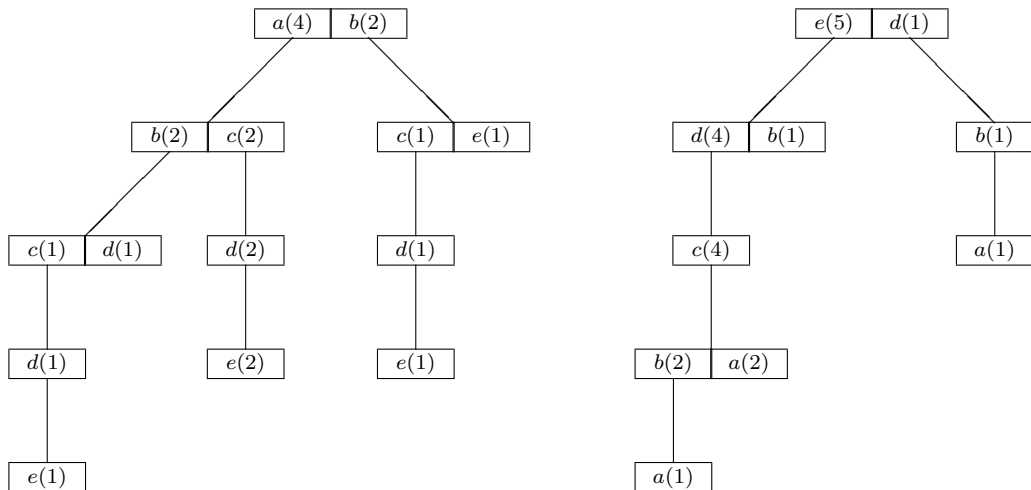 a(4) b(2) e(5) d(1)
b(2) c(2) c(1) e(1) d(4) b(1) b(1)
c(1) d(1) d(2) d(1) c(4) a(1)
d(1) e(2) e(1) b(2) a(2)
e(1) a(1)